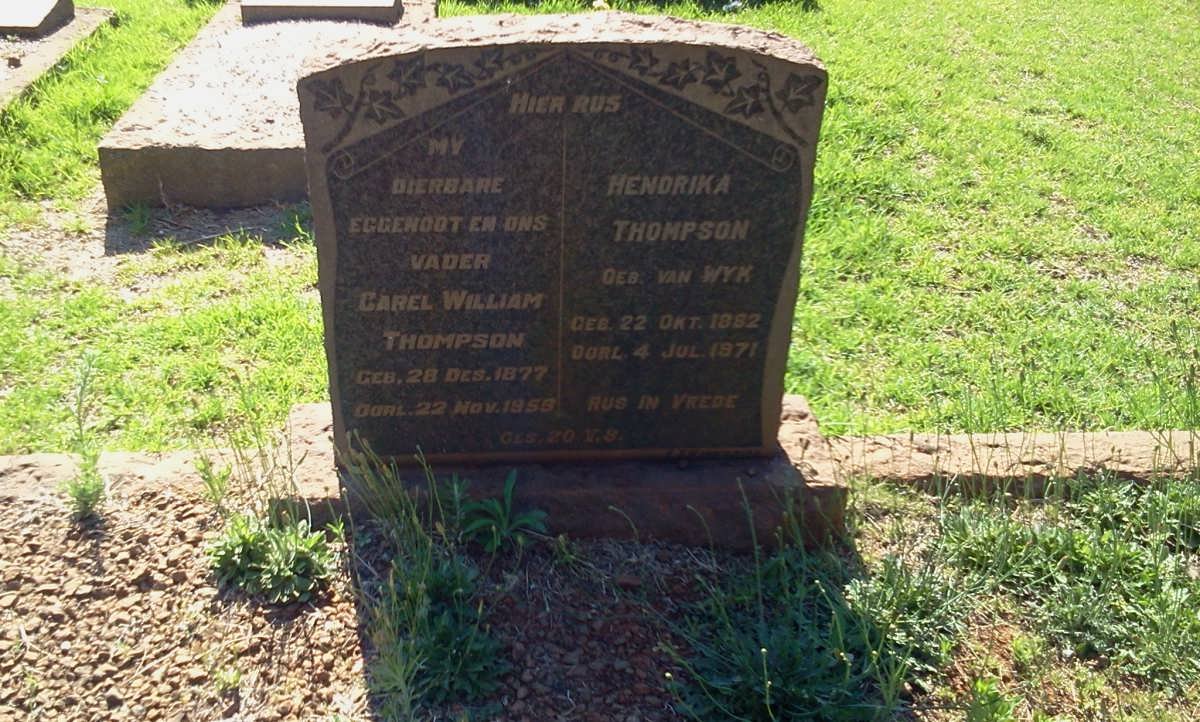 HIER RUS
MY
DIERBARE
EGGENOOT EN ONS
VADER
CAREL WILLIAM
THOMPSON
GEB. 28 DES. 1877
OORL. 22 NOV. 1959
HENDRIKA
THOMPSON
GEB. VAN WYK
GEB. 22 OKT. 1882
OORL. 4 JUL. 1971
RUS IN VREDE
GES. 20 V. 8.